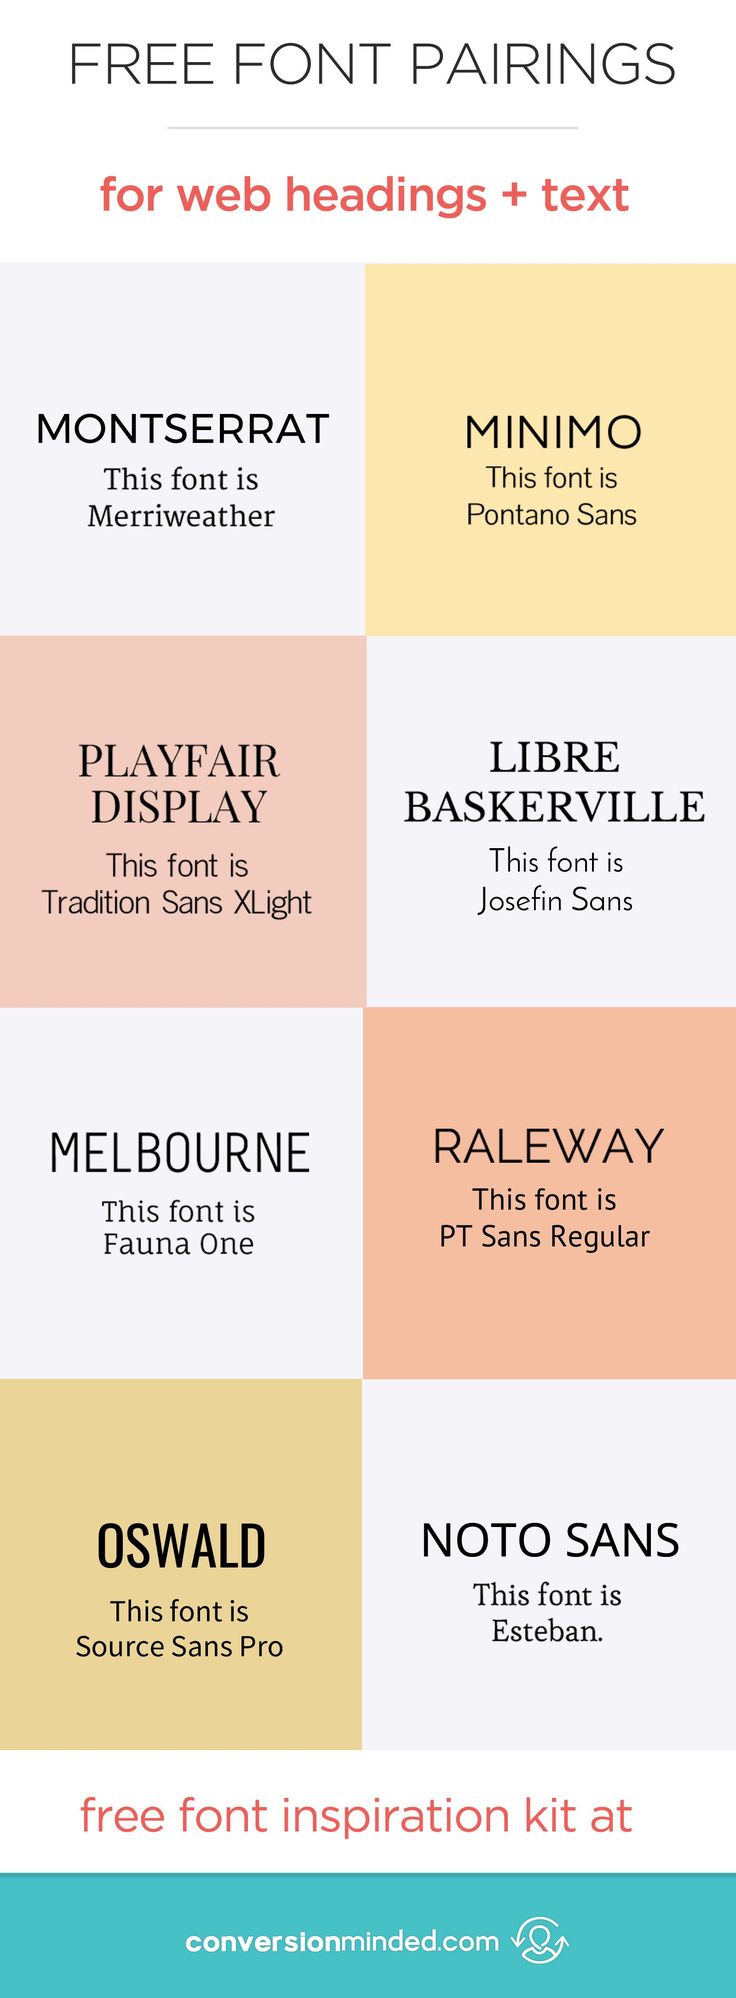 FREE FONT PAIRINGS
for web headings + text
MONTSERRAT
This font is
Merriweather
MINIMO
This font is
Pontano Sans
PLAYFAIR
DISPLAY
This font is
Tradition Sans XLight
LIBRE
BASKERVILLE
This font is
Josefin Sans
MELBOURNE
This font is
Fauna One
RALEWAY
This font is
PT Sans Regular
OSWALD
This font is
Source Sans Pro
NOTO SANS
This font is
Esteban.
free font inspiration kit at
conversionminded.com